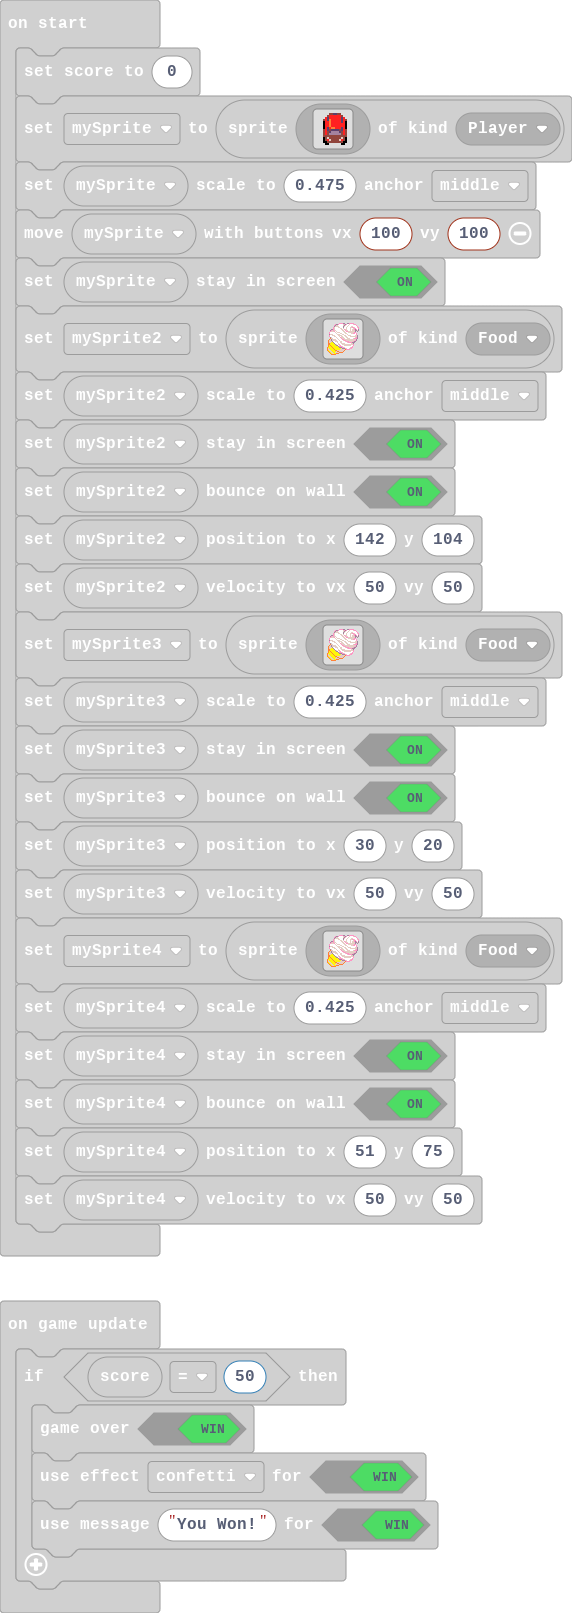 on start
set score to 0
set mySprite to sprite of kind Player
set mySprite scale to 0.475 anchor middle
move mySprite with buttons vx 100 vy 100
set mySprite stay in screen ON
set mySprite2 to sprite of kind Food
set mySprite2 scale to 0.425 anchor middle
set mySprite2 stay in screen ON
set mySprite2 bounce on wall ON
set mySprite2 position to x 142 y 104
set mySprite2 velocity to vx 50 vy 50
set mySprite3 to sprite of kind Food
set mySprite3 scale to 0.425 anchor middle
set mySprite3 stay in screen ON
set mySprite3 bounce on wall ON
set mySprite3 position to x 30 y 20
set mySprite3 velocity to vx 50 vy 50
set mySprite4 to sprite of kind Food
set mySprite4 scale to 0.425 anchor middle
set mySprite4 stay in screen ON
set mySprite4 bounce on wall ON
set mySprite4 position to x 51 y 75
set mySprite4 velocity to vx 50 vy 50
on game update
if score = 50 then
game over WIN
use effect confetti for WIN
use message "You Won!" for WIN